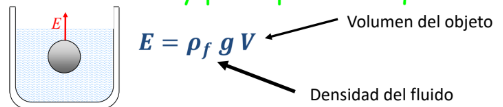 E
E = ρf g V
Volumen del objeto
Densidad del fluido